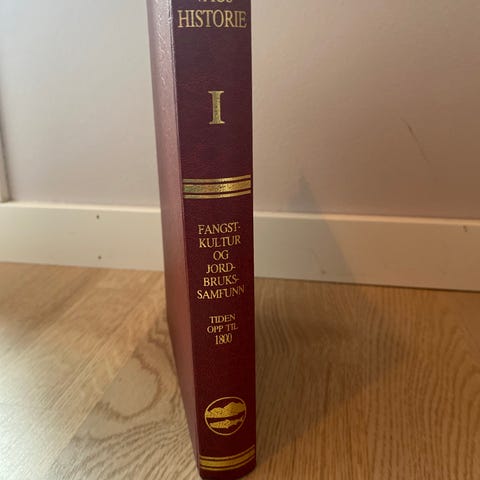 HISTORIE
I
FANGST-
KULTUR
OG
JORD-
BRUKS-
SAMFUNN
TIDEN
OPP TIL
1800